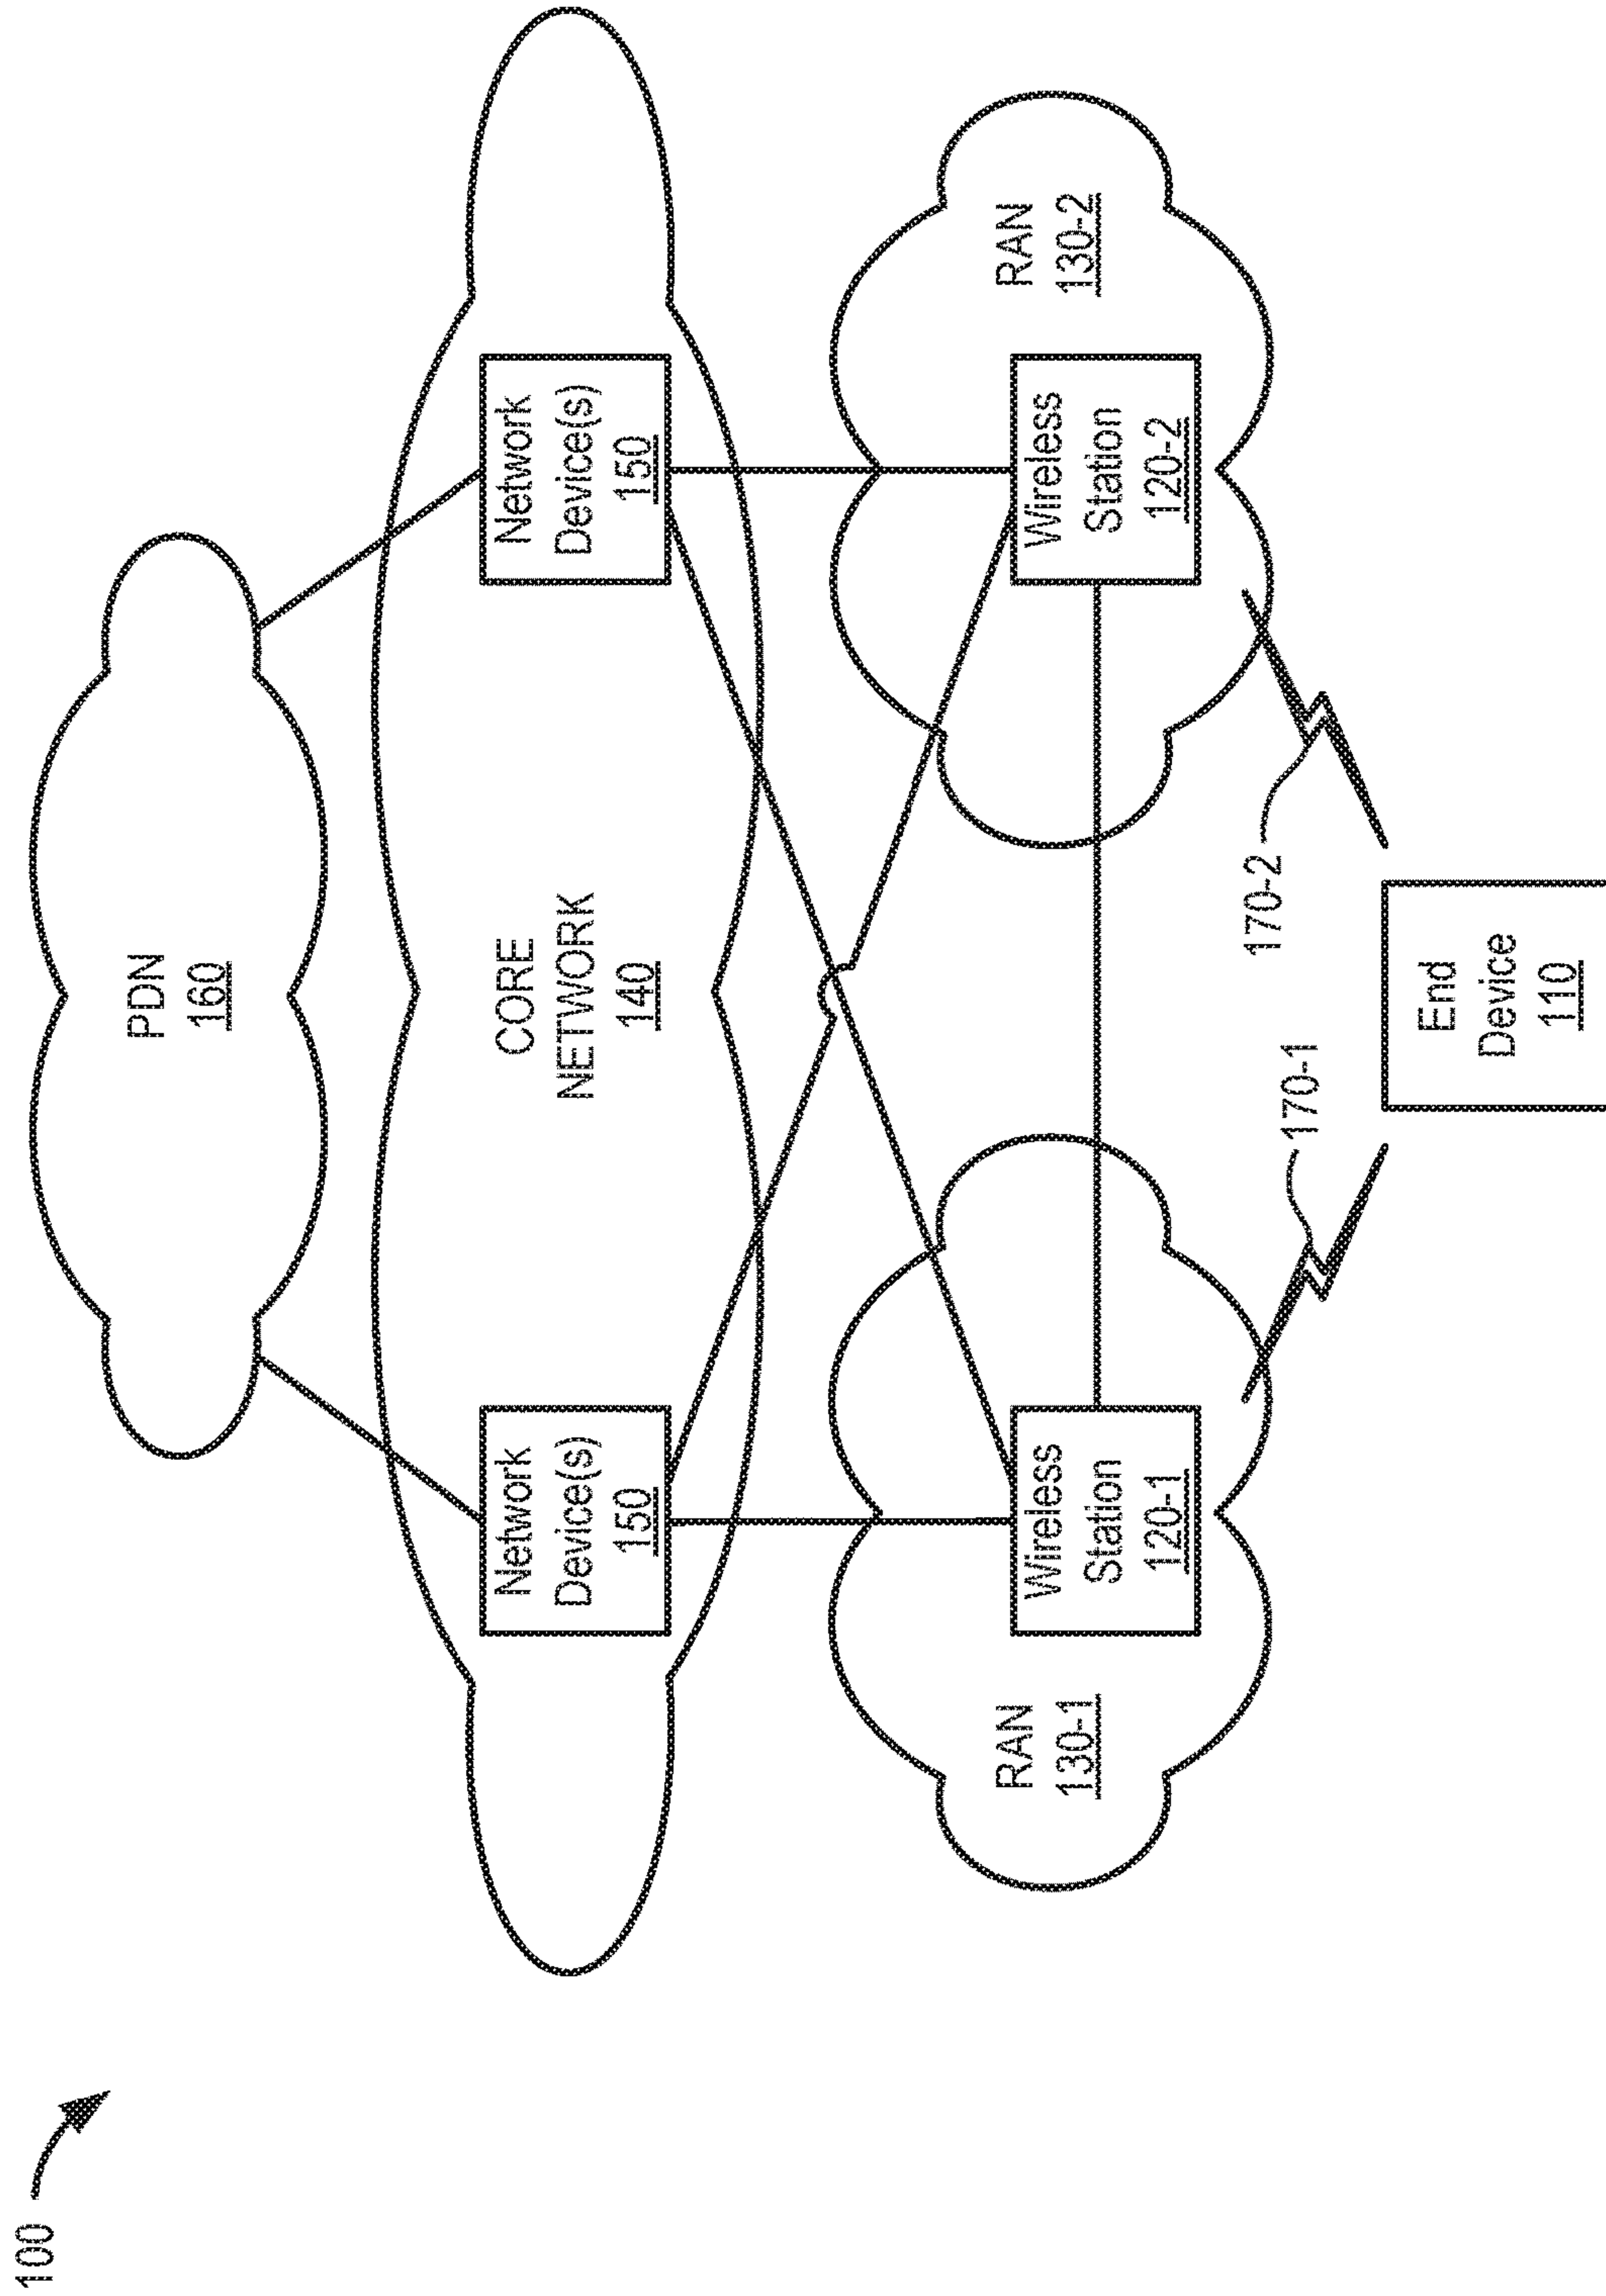 100
PDN
160
CORE
NETWORK
140
Network
Device(s)
150
Network
Device(s)
150
RAN
130-1
Wireless
Station
120-1
Wireless
Station
120-2
RAN
130-2
170-1
170-2
End
Device
110